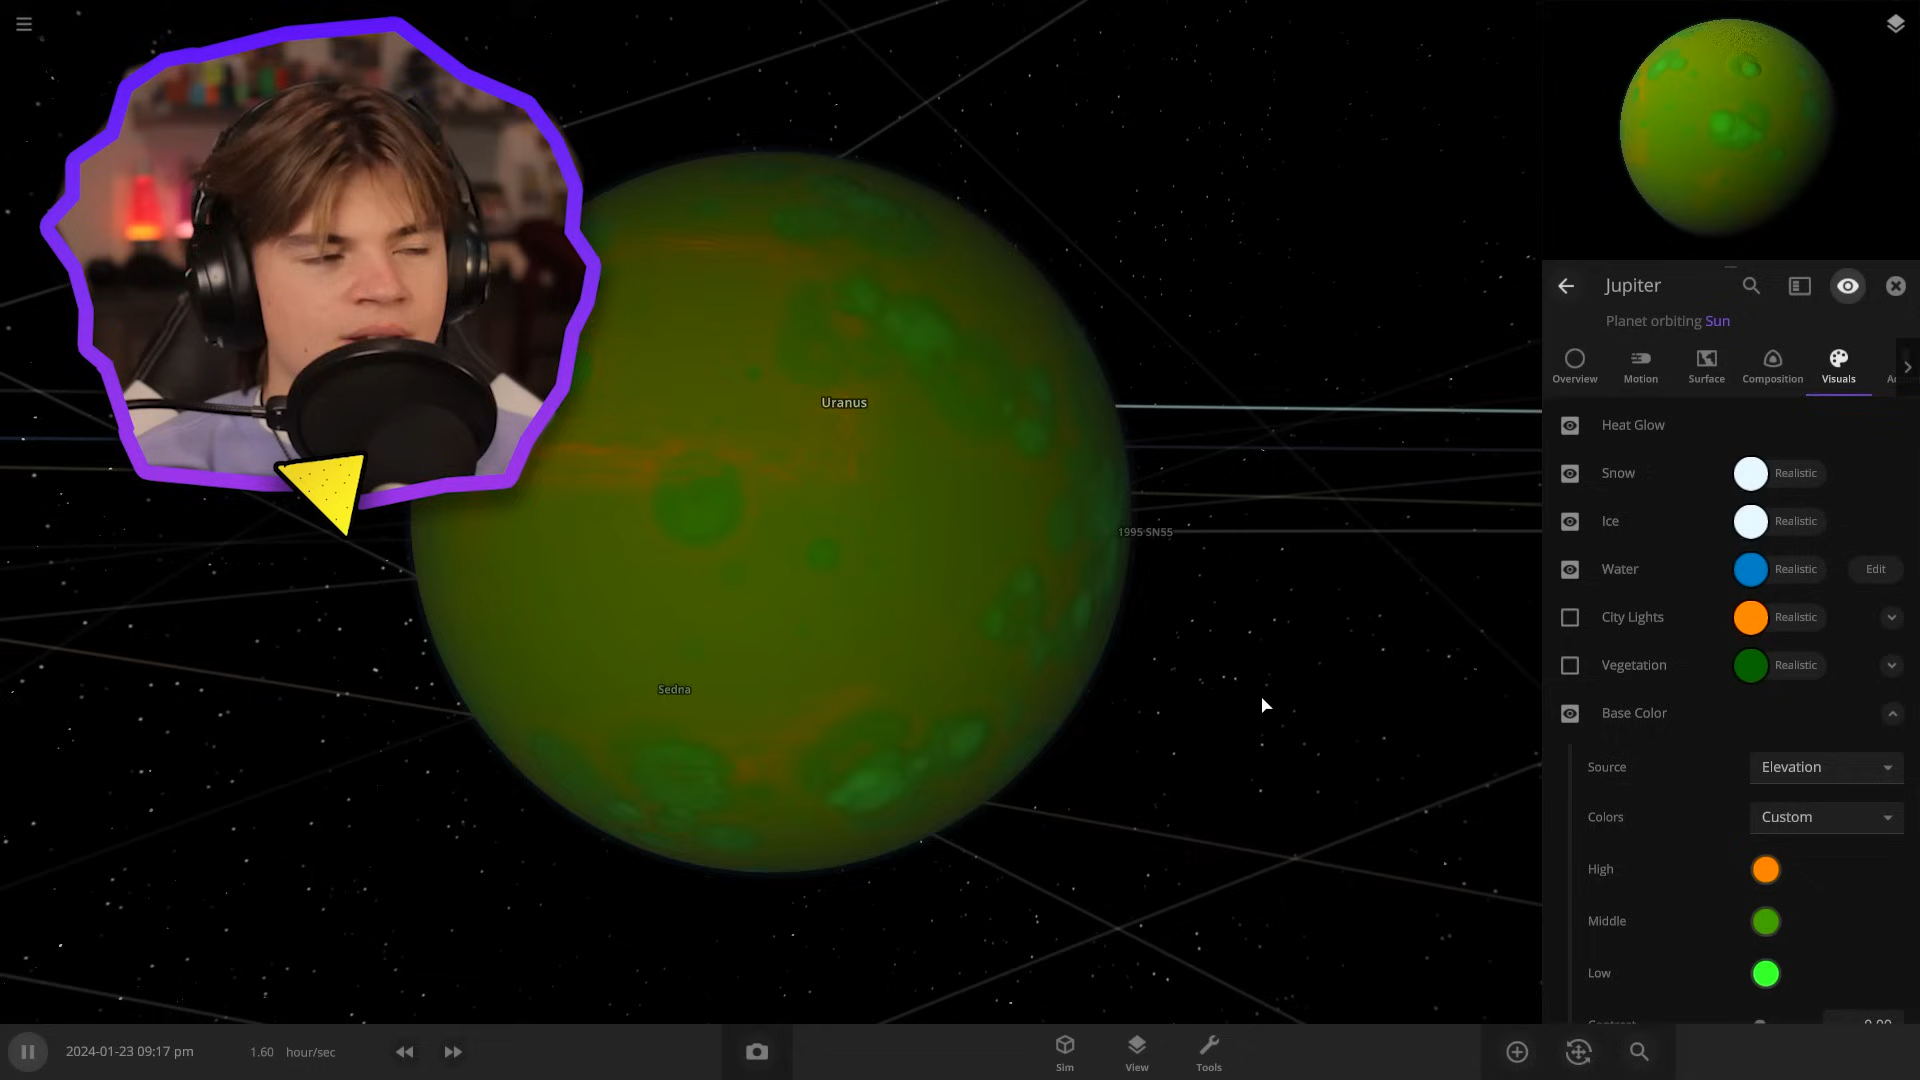 Uranus
1995 SN55
Sedna
Jupiter
Planet orbiting Sun
Overview
Motion
Surface
Composition
Visuals
Heat Glow
Snow
Realistic
Ice
Realistic
Water
Realistic
Edit
City Lights
Realistic
Vegetation
Realistic
Base Color
Source
Elevation
Colors
Custom
High
Middle
Low
2024-01-23 09:17 pm
1.60 hour/sec
Sim
View
Tools